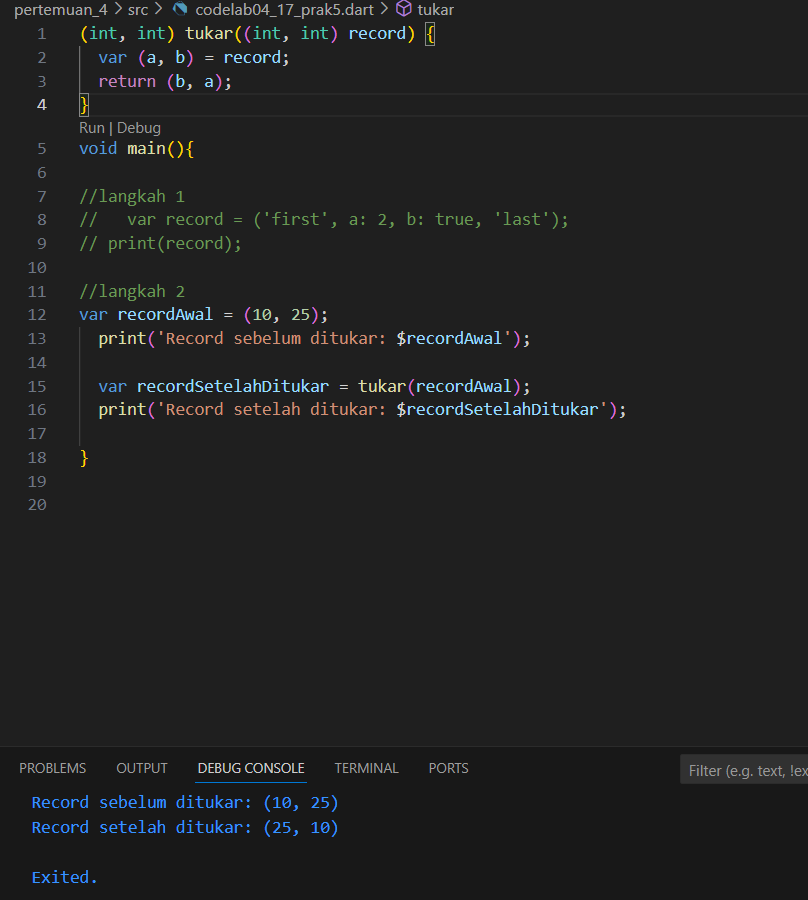 pertemuan_4 > src > codelab04_17_prak5.dart > tukar
1 (int, int) tukar((int, int) record) {
2 var (a, b) = record;
3 return (b, a);
4 }
Run | Debug
5 void main(){
6
7 //langkah 1
8 //   var record = ('first', a: 2, b: true, 'last');
9 // print(record);
10
11 //langkah 2
12 var recordAwal = (10, 25);
13 print('Record sebelum ditukar: $recordAwal');
14
15 var recordSetelahDitukar = tukar(recordAwal);
16 print('Record setelah ditukar: $recordSetelahDitukar');
17
18 }
19
20
PROBLEMS OUTPUT DEBUG CONSOLE TERMINAL PORTS Filter (e.g. text, !ex
Record sebelum ditukar: (10, 25)
Record setelah ditukar: (25, 10)
Exited.